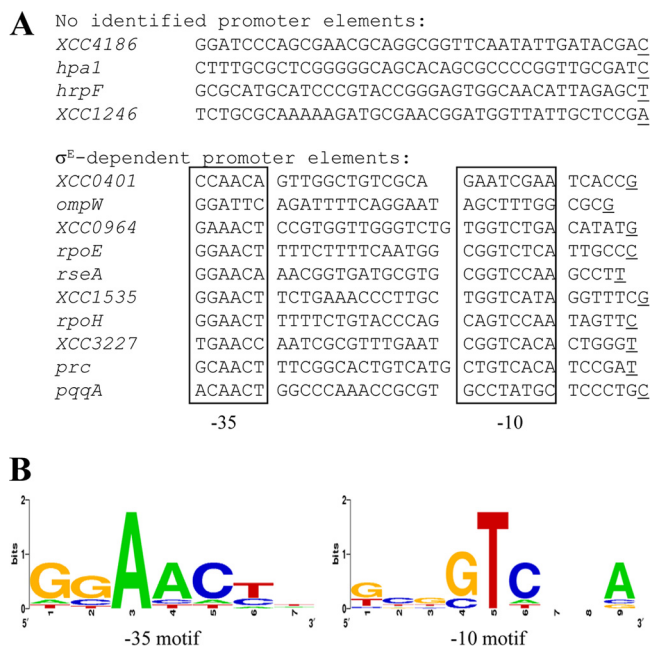 A
No identified promoter elements:
XCC4186 GGATCCCAGCGAACGCAGGCGGTTCAATATTGATACGAC
hpa1 CTTTGCGCTCGGGGGCAGCACAGCGCCCCGGTTGCGATC
hrpF GCGCATGCATCCCGTACCGGGAGTGGCAACATTAGAGCT
XCC1246 TCTGCGCAAAAAGATGCGAACGGATGGTTATTGCTCCGA
σE-dependent promoter elements:
XCC0401 CCAACA GTTGGCTGTCGCA GAATCGAA TCACCG
ompW GGATTC AGATTTTCAGGAAT AGCTTTGG CGCG
XCC0964 GAAACT CCGTGGTTGGGTCTG TGGTCTGA CATATG
rpoE GGAACT TTTCTTTTCAATGG CGGTCTCA TTGCCC
rseA GGAACA AACGGTGATGCGTG CGGTCCAA GCCTT
XCC1535 GGAACT TCTGAAACCCTTGC TGGTCATA GGTTTCG
rpoH GGAACT TTTTCTGTACCCAG CAGTCCAA TAGTTC
XCC3227 TGAACC AATCGCGTTTGAAT CGGTCACA CTGGGT
prc GCAACT TTCGGCACTGTCATG CTGTCACA TCCGAT
pqqA ACAACT GGCCCAAACCGCGT GCCTATGC TCCCTGC
-35 -10
B
2
bits
1
0
GGAACT
5' 1 2 3 4 5 6 7 3'
-35 motif
2
bits
1
0
GCGGTC A
5' 1 2 3 4 5 6 7 8 9 3'
-10 motif